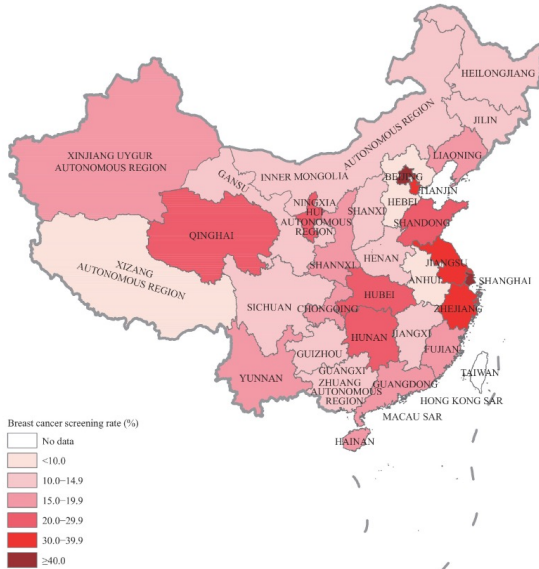 HEILONGJIANG
JILIN
LIAONING
INNER MONGOLIA
AUTONOMOUS REGION
XINJIANG UYGUR
AUTONOMOUS REGION
GANSU
BEIJING
TIANJIN
HEBEI
NINGXIA
HUI
AUTONOMOUS
REGION
SHANXI
SHANDONG
QINGHAI
SHANNXI
HENAN
JIANGSU
ANHUI
SHANGHAI
XIZANG
AUTONOMOUS REGION
SICHUAN
CHONGQING
HUBEI
ZHEJIANG
HUNAN
JIANGXI
GUIZHOU
FUJIAN
YUNNAN
GUANGXI
ZHUANG
AUTONOMOUS
REGION
GUANGDONG
TAIWAN
HONG KONG SAR
MACAU SAR
HAINAN
Breast cancer screening rate (%)
No data
<10.0
10.0−14.9
15.0−19.9
20.0−29.9
30.0−39.9
≥40.0